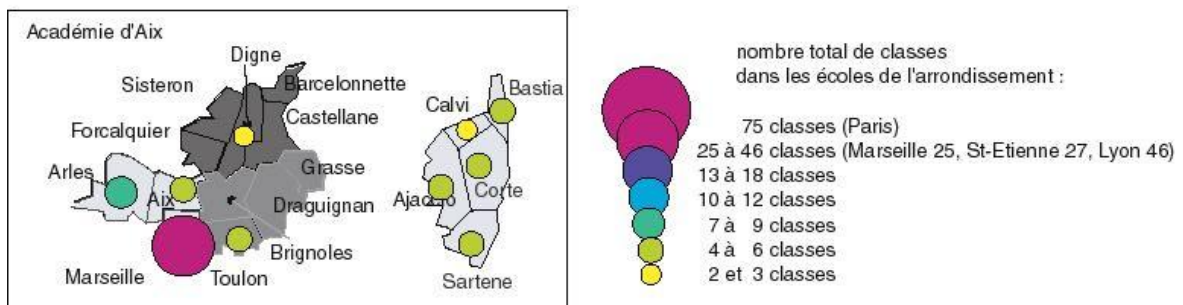 Académie d'Aix
Digne
Sisteron
Barcelonnette
Castellane
Forcalquier
Grasse
Arles
Aix
Draguignan
Brignoles
Marseille
Toulon
Bastia
Calvi
Corte
Ajaccio
Sartene
nombre total de classes
dans les écoles de l'arrondissement :
75 classes (Paris)
25 à 46 classes (Marseille 25, St-Etienne 27, Lyon 46)
13 à 18 classes
10 à 12 classes
7 à 9 classes
4 à 6 classes
2 et 3 classes